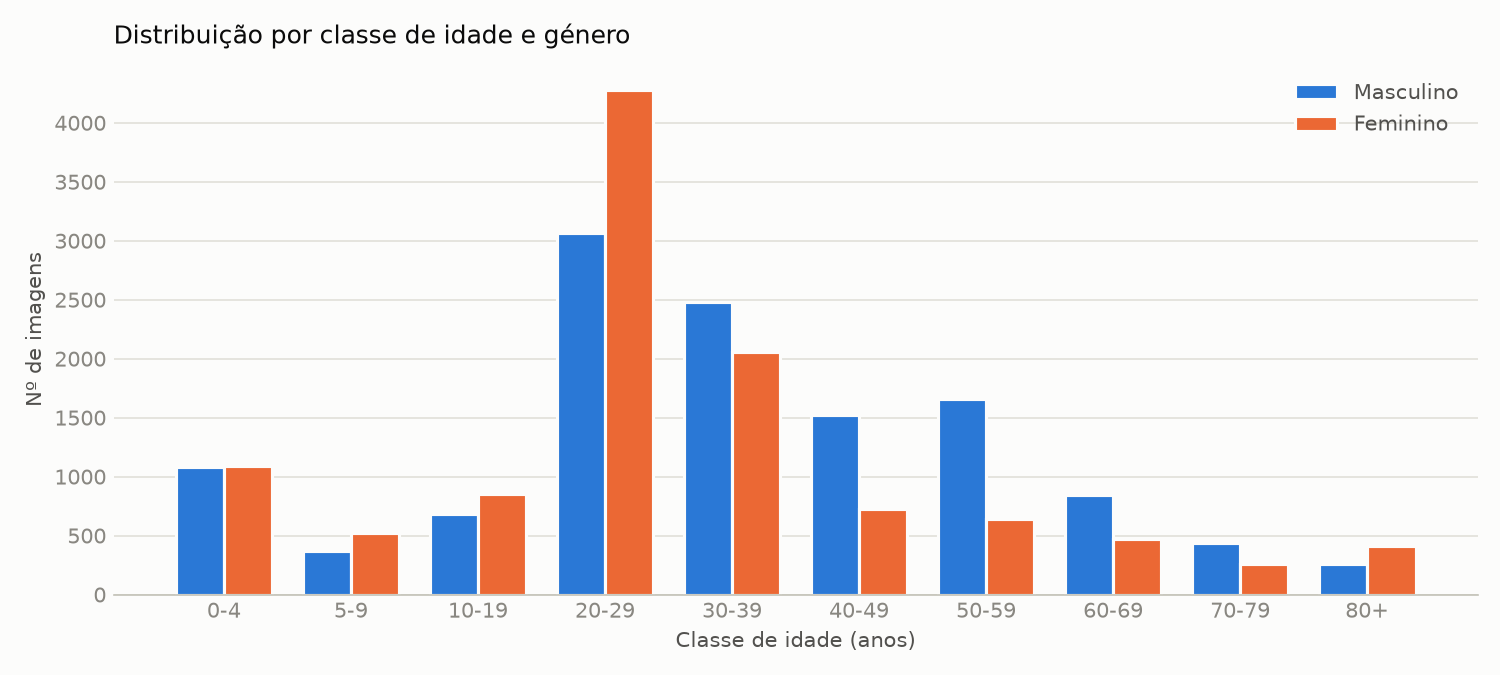 Distribuição por classe de idade e género
Masculino
Feminino
Nº de imagens
4000
3500
3000
2500
2000
1500
1000
500
0
0-4 5-9 10-19 20-29 30-39 40-49 50-59 60-69 70-79 80+
Classe de idade (anos)